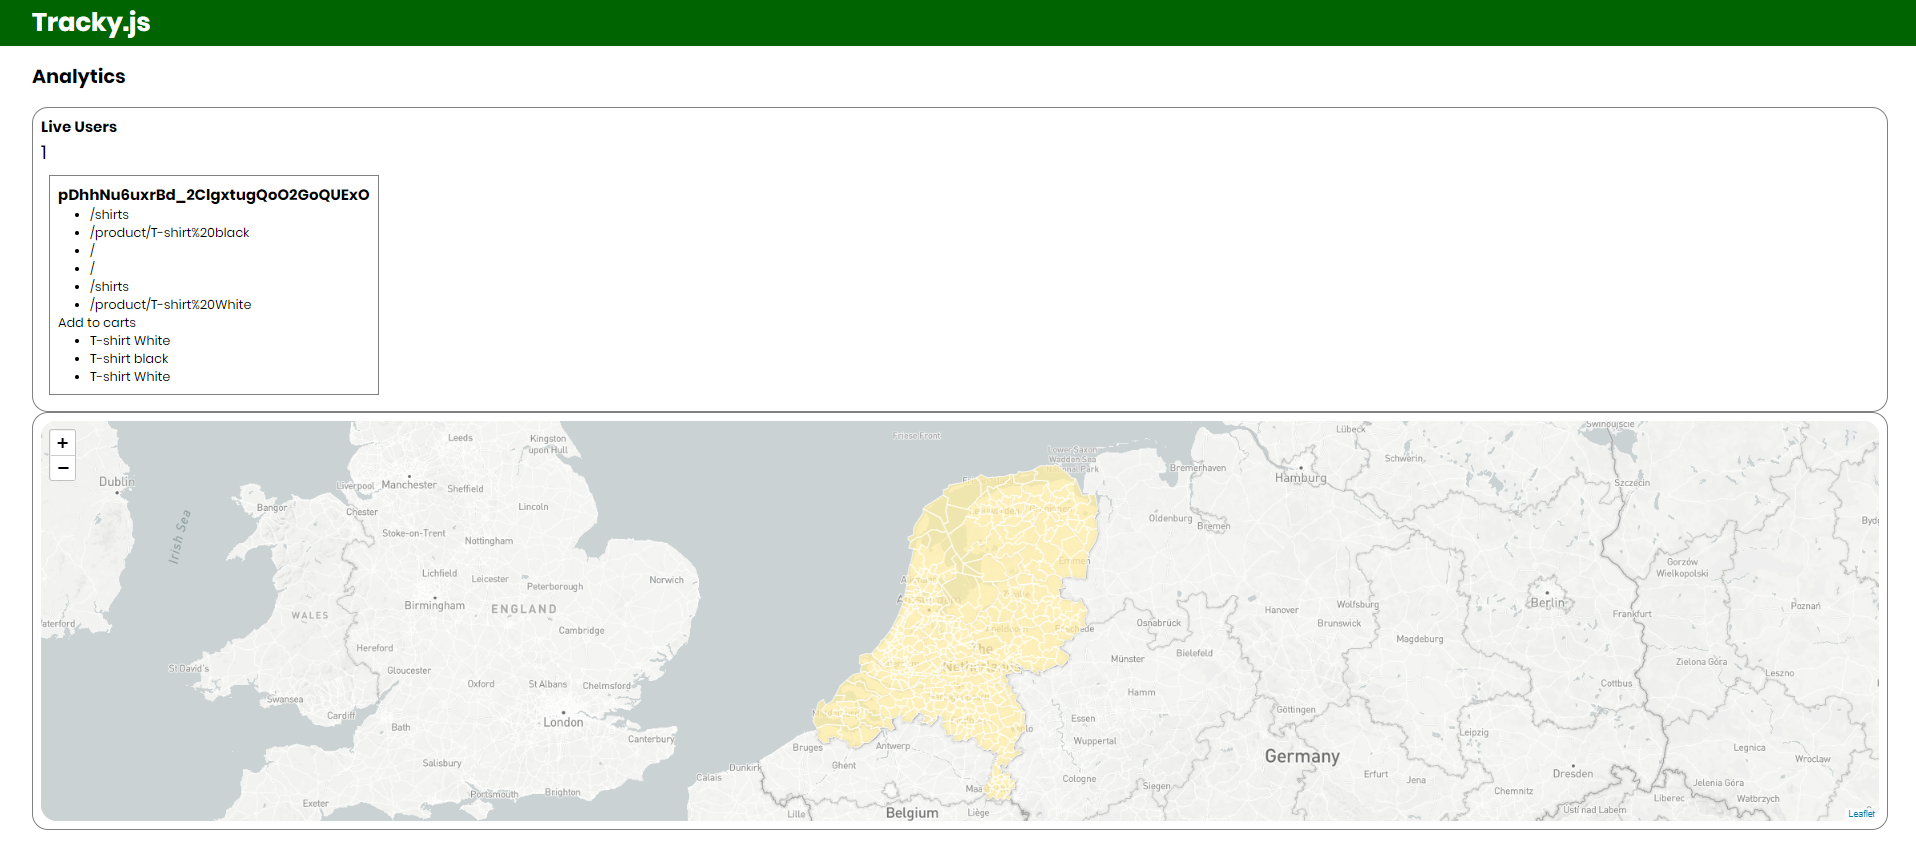 Tracky.js
Analytics
Live Users
1
pDhhNu6uxrBd_2ClgxtugQoO2GoQUExO
/shirts
/product/T-shirt%20black
/
/
/shirts
/product/T-shirt%20White
Add to carts
T-shirt White
T-shirt black
T-shirt White
+
−
Dublin
Irish Sea
Leeds
Kingston
upon Hull
Liverpool
Manchester
Sheffield
Bangor
Chester
Lincoln
Stoke-on-Trent
Nottingham
Lichfield
Leicester
Peterborough
Norwich
Birmingham
ENGLAND
WALES
Cambridge
aterford
Hereford
St David's
Gloucester
Oxford
St Albans
Chelmsford
Swansea
Cardiff
Bath
London
Canterbury
Salisbury
Exeter
Portsmouth
Brighton
Calais
Dunkirk
Lille
Friese Front
Lower Saxon
Wadden Sea
nal Park
Emmen
The
Netherlands
Bruges
Antwerp
Ghent
Maa
Belgium
Liège
Bremerhaven
Hamburg
Lübeck
Schwerin
Swinoujście
Szczecin
Oldenburg
Bremen
Bydg
Gorzów
Wielkopolski
Hanover
Wolfsburg
Brunswick
Berlin
Frankfurt
Poznań
Osnabrück
Magdeburg
Münster
Bielefeld
Zielona Góra
Leszno
Cottbus
Hamm
Göttingen
Essen
Leipzig
Wuppertal
Germany
Legnica
Wroclaw
Cologne
Siegen
Erfurt
Jena
Dresden
Chemnitz
Jelenia Góra
Liberec
Wałbrzych
Ústí nad Labem
Leaflet